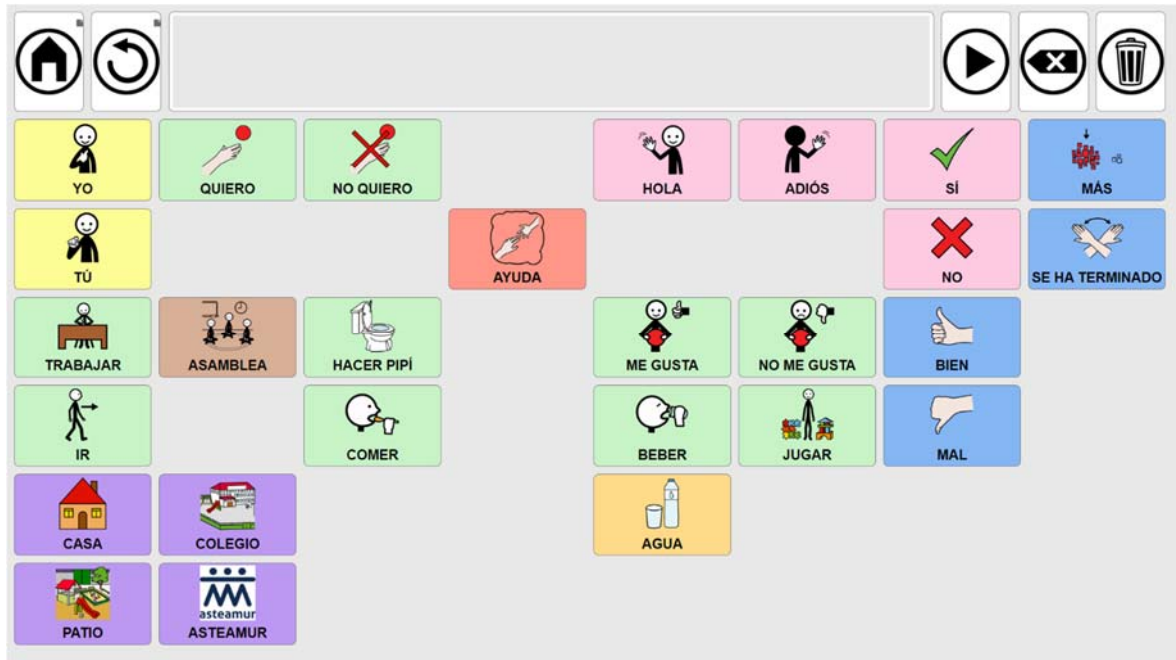 YO
QUIERO
NO QUIERO
HOLA
ADIÓS
SÍ
MÁS
TÚ
AYUDA
NO
SE HA TERMINADO
TRABAJAR
ASAMBLEA
HACER PIPÍ
ME GUSTA
NO ME GUSTA
BIEN
IR
COMER
BEBER
JUGAR
MAL
CASA
COLEGIO
AGUA
PATIO
asteamur
ASTEAMUR